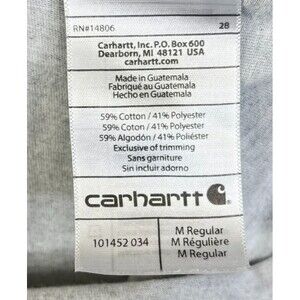 RN#14806 28
Carhartt, Inc. P.O. Box 600
Dearborn, MI 48121 USA
carhartt.com
Made in Guatemala
Fabriqué au Guatemala
Hecho en Guatemala
59% Cotton / 41% Polyester
59% Coton / 41% Polyester
59% Algodón / 41% Poliéster
Exclusive of trimming
Sans garniture
Sin incluir adorno
carhartt
101452 034
M Regular
M Régulière
M Regular